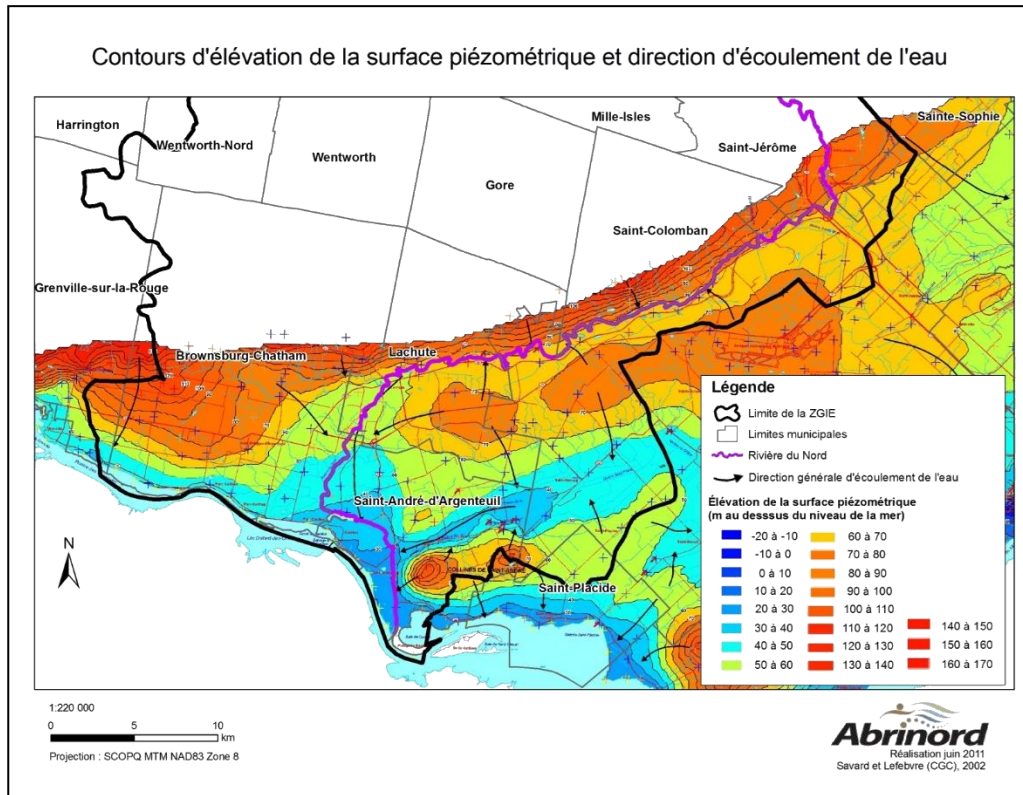 Contours d'élévation de la surface piézométrique et direction d'écoulement de l'eau
Harrington
Wentworth-Nord
Wentworth
Mille-Isles
Sainte-Sophie
Saint-Jérôme
Gore
Saint-Colomban
Grenville-sur-la-Rouge
Brownsburg-Chatham
Lachute
Saint-André-d'Argenteuil
COLLINES DE SAINT-ANDRÉ
Saint-Placide
N
Légende
Limite de la ZGIE
Limites municipales
Rivière du Nord
Direction générale d'écoulement de l'eau
Élévation de la surface piézométrique
(m au desssus du niveau de la mer)
-20 à -10
-10 à 0
0 à 10
10 à 20
20 à 30
30 à 40
40 à 50
50 à 60
60 à 70
70 à 80
80 à 90
90 à 100
100 à 110
110 à 120
120 à 130
130 à 140
140 à 150
150 à 160
160 à 170
1:220 000
0 5 10
km
Projection : SCOPQ MTM NAD83 Zone 8
Abrinord
Réalisation juin 2011
Savard et Lefebvre (CGC), 2002